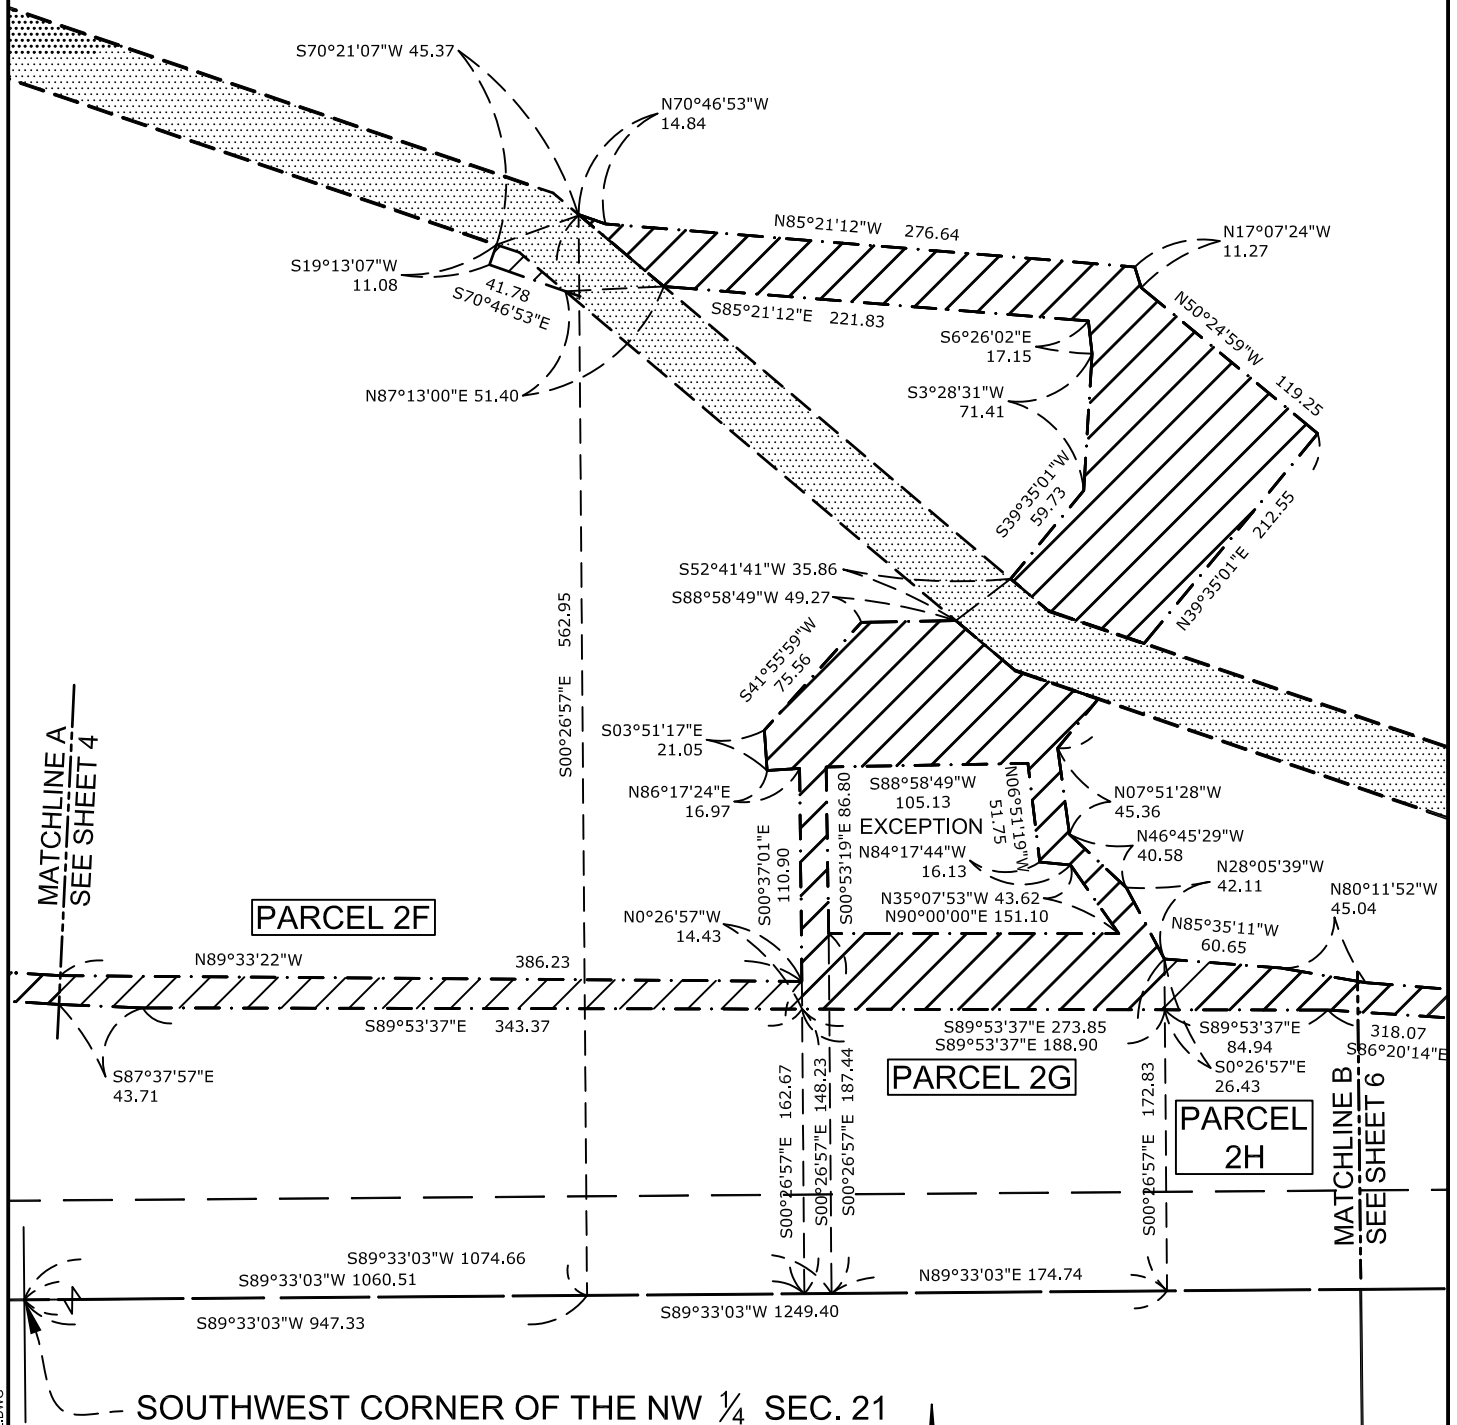 S70°21'07"W 45.37
N70°46'53"W
14.84
N85°21'12"W 276.64
N17°07'24"W
11.27
S19°13'07"W
11.08
41.78
S70°46'53"E
S85°21'12"E 221.83
N50°24'59"W 119.25
S6°26'02"E
17.15
N87°13'00"E 51.40
S3°28'31"W
71.41
S39°35'01"W
59.73
N39°35'01"E 212.55
S52°41'41"W 35.86
S88°58'49"W 49.27
S00°26'57"E 562.95
S41°55'59"W
75.56
S03°51'17"E
21.05
N86°17'24"E
16.97
MATCHLINE A
SEE SHEET 4
S88°58'49"W
105.13
EXCEPTION
N06°51'19"W
51.75
N07°51'28"W
45.36
N46°45'29"W
40.58
N84°17'44"W
16.13
N28°05'39"W
42.11
S00°37'01"E
110.90
S00°53'19"E 86.80
N35°07'53"W 43.62
N90°00'00"E 151.10
N80°11'52"W
45.04
PARCEL 2F
N0°26'57"W
14.43
N85°35'11"W
60.65
N89°33'22"W 386.23
S89°53'37"E 343.37
S89°53'37"E 273.85
S89°53'37"E 188.90
S89°53'37"E
84.94
318.07
S86°20'14"E
S87°37'57"E
43.71
S0°26'57"E
26.43
PARCEL 2G
PARCEL
2H
S00°26'57"E 162.67
S00°26'57"E 148.23
S00°26'57"E 187.44
S00°26'57"E 172.83
MATCHLINE B
SEE SHEET 6
S89°33'03"W 1074.66
S89°33'03"W 1060.51
N89°33'03"E 174.74
S89°33'03"W 1249.40
S89°33'03"W 947.33
SOUTHWEST CORNER OF THE NW ¼ SEC. 21